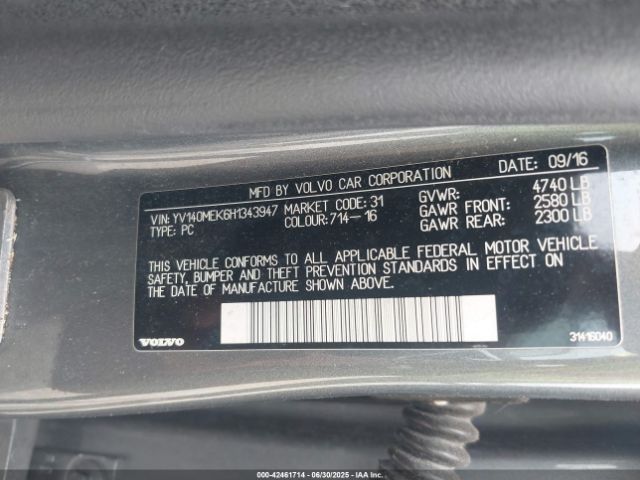 MFD BY VOLVO CAR CORPORATION DATE: 09/16
VIN: YV140MEK6H1343947 MARKET CODE: 31 GVWR: 4740 LB
TYPE: PC COLOUR: 714-16 GAWR FRONT: 2580 LB
GAWR REAR: 2300 LB
THIS VEHICLE CONFORMS TO ALL APPLICABLE FEDERAL MOTOR VEHICLE
SAFETY, BUMPER AND THEFT PREVENTION STANDARDS IN EFFECT ON
THE DATE OF MANUFACTURE SHOWN ABOVE.
VOLVO 31416040
000-42461714 - 06/30/2025 - IAAI Corp.